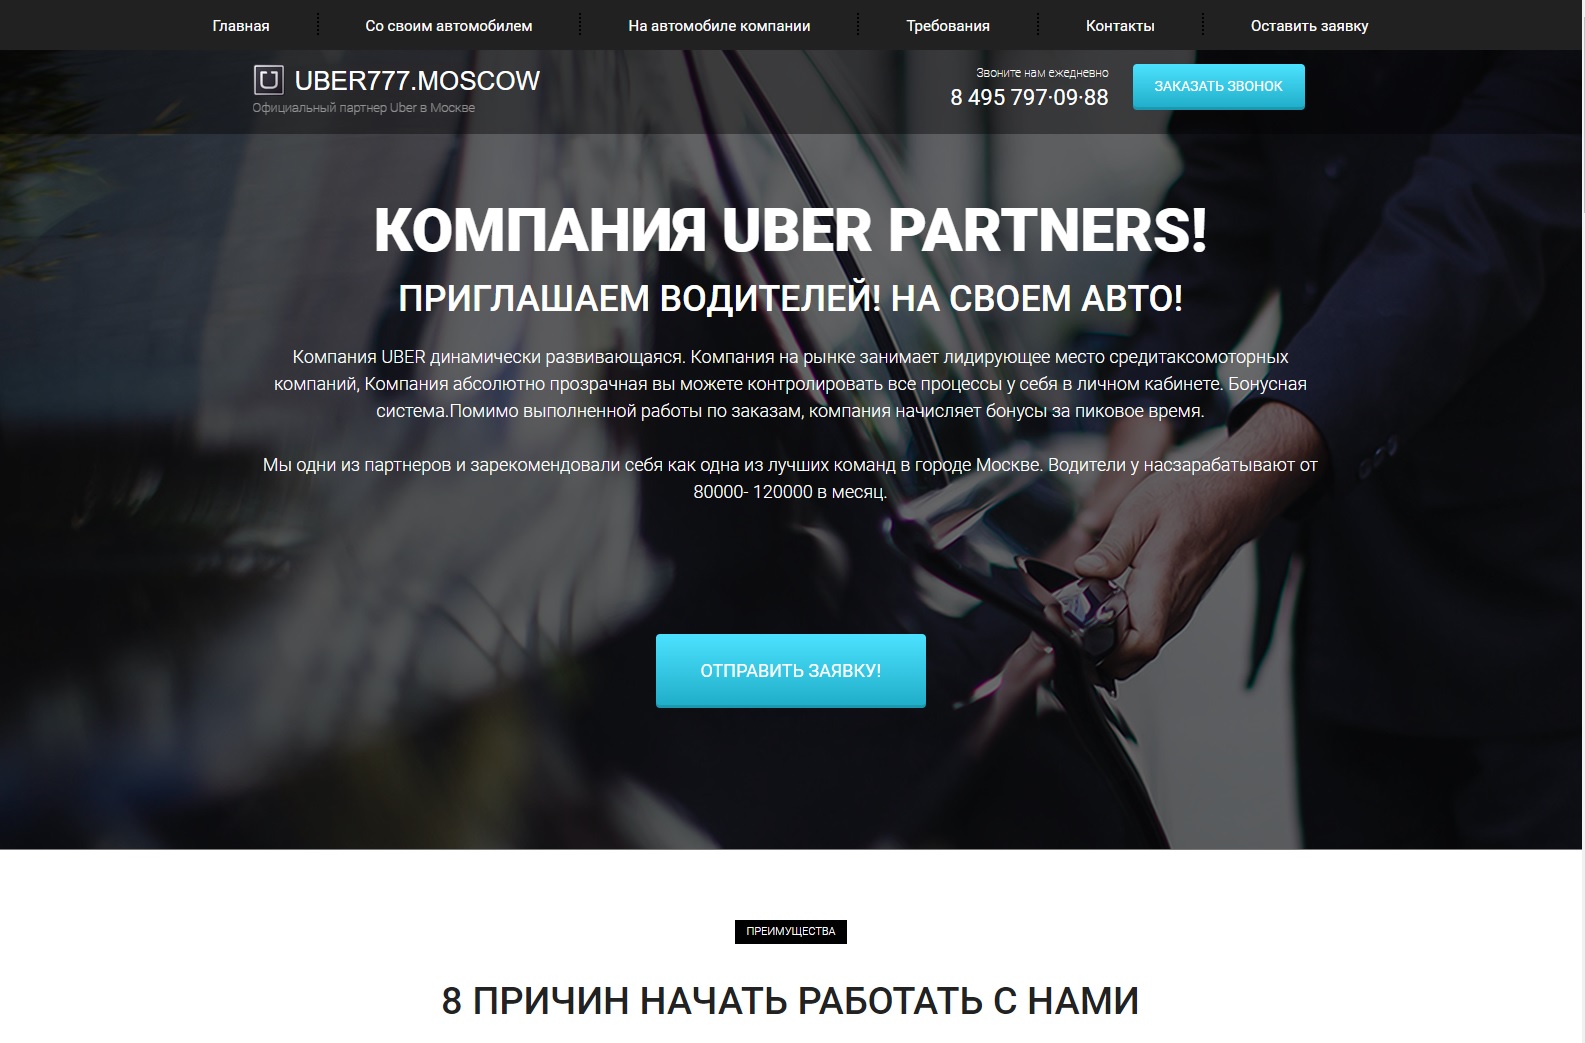 Главная
Со своим автомобилем
На автомобиле компании
Требования
Контакты
Оставить заявку
UBER777.MOSCOW
Официальный партнер Uber в Москве
Звоните нам ежедневно
8 495 797·09·88
ЗАКАЗАТЬ ЗВОНОК
КОМПАНИЯ UBER PARTNERS!
ПРИГЛАШАЕМ ВОДИТЕЛЕЙ! НА СВОЕМ АВТО!
Компания UBER динамически развивающаяся. Компания на рынке занимает лидирующее место средитаксомоторных
компаний, Компания абсолютно прозрачная вы можете контролировать все процессы у себя в личном кабинете. Бонусная
система.Помимо выполненной работы по заказам, компания начисляет бонусы за пиковое время.
Мы одни из партнеров и зарекомендовали себя как одна из лучших команд в городе Москве. Водители у насзарабатывают от
80000- 120000 в месяц.
ОТПРАВИТЬ ЗАЯВКУ!
ПРЕИМУЩЕСТВА
8 ПРИЧИН НАЧАТЬ РАБОТАТЬ С НАМИ